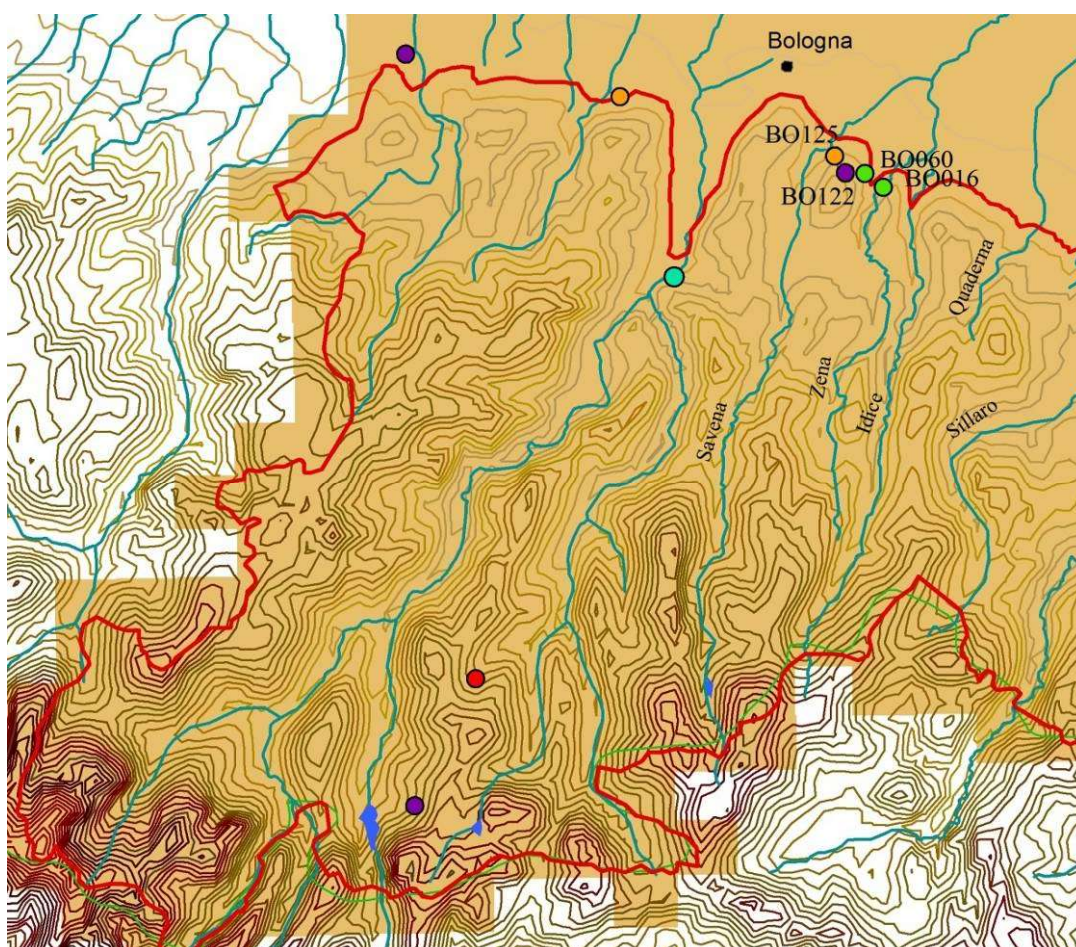 Bologna
BO125
BO060
BO122
BO016
Quaderna
Zena
Idice
Savena
Sillaro